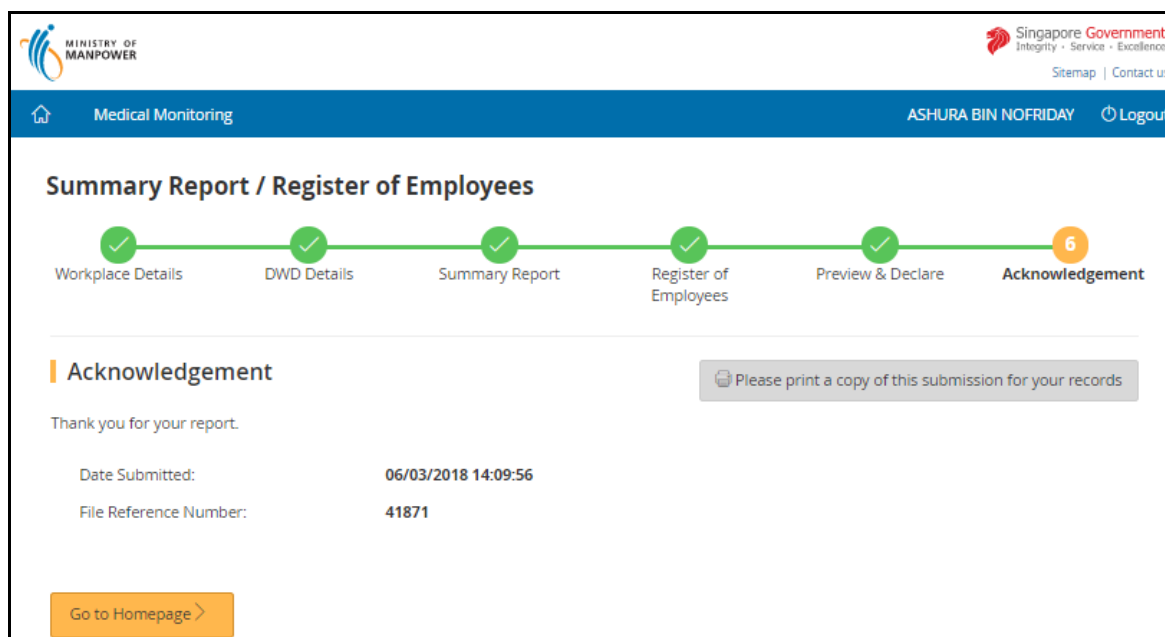 MINISTRY OF
MANPOWER
Singapore Government
Integrity · Service · Excellence
Sitemap | Contact us
Medical Monitoring
ASHURA BIN NOFRIDAY
Logout
Summary Report / Register of Employees
6
Workplace Details
DWD Details
Summary Report
Register of
Employees
Preview & Declare
Acknowledgement
Acknowledgement
Please print a copy of this submission for your records
Thank you for your report.
Date Submitted: 06/03/2018 14:09:56
File Reference Number: 41871
Go to Homepage >